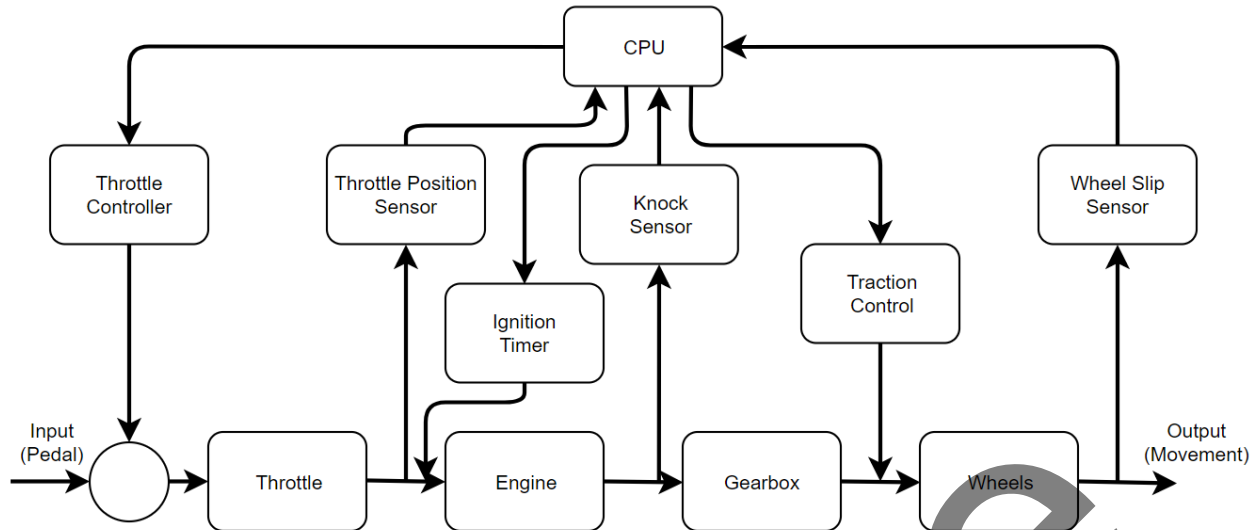 CPU
Throttle
Controller
Throttle Position
Sensor
Knock
Sensor
Wheel Slip
Sensor
Traction
Control
Ignition
Timer
Input
(Pedal)
Throttle
Engine
Gearbox
Wheels
Output
(Movement)